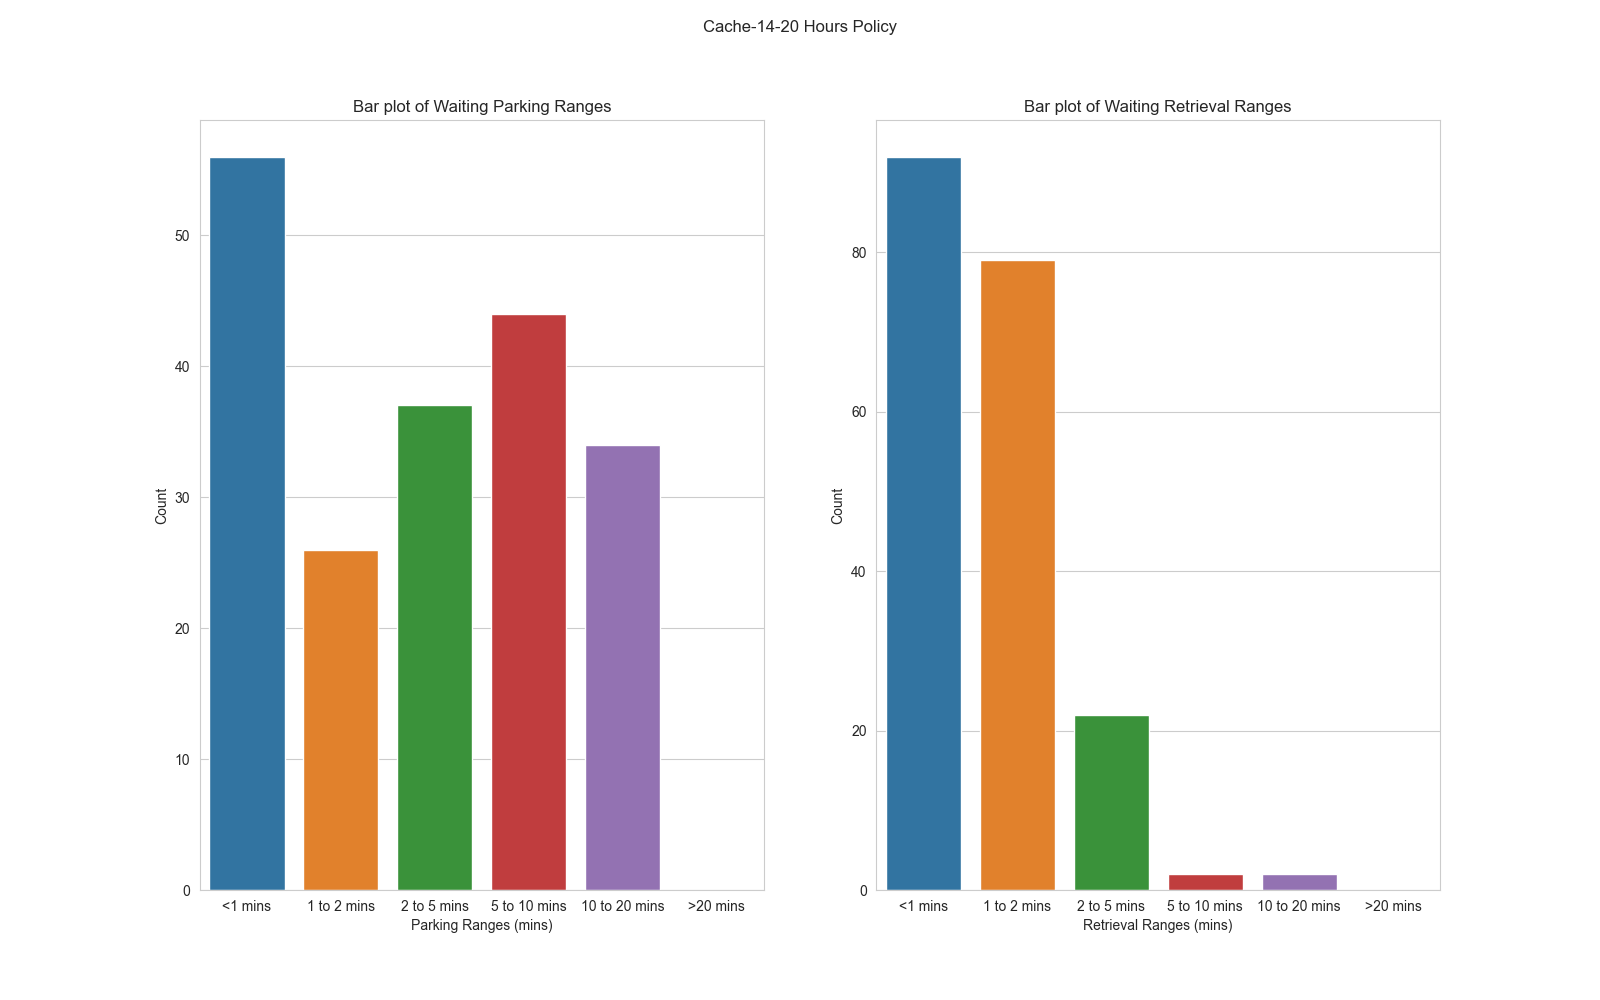 Cache-14-20 Hours Policy
Bar plot of Waiting Parking Ranges
50
40
30
20
10
0
Count
<1 mins 1 to 2 mins 2 to 5 mins 5 to 10 mins 10 to 20 mins >20 mins
Parking Ranges (mins)
Bar plot of Waiting Retrieval Ranges
80
60
40
20
0
Count
<1 mins 1 to 2 mins 2 to 5 mins 5 to 10 mins 10 to 20 mins >20 mins
Retrieval Ranges (mins)